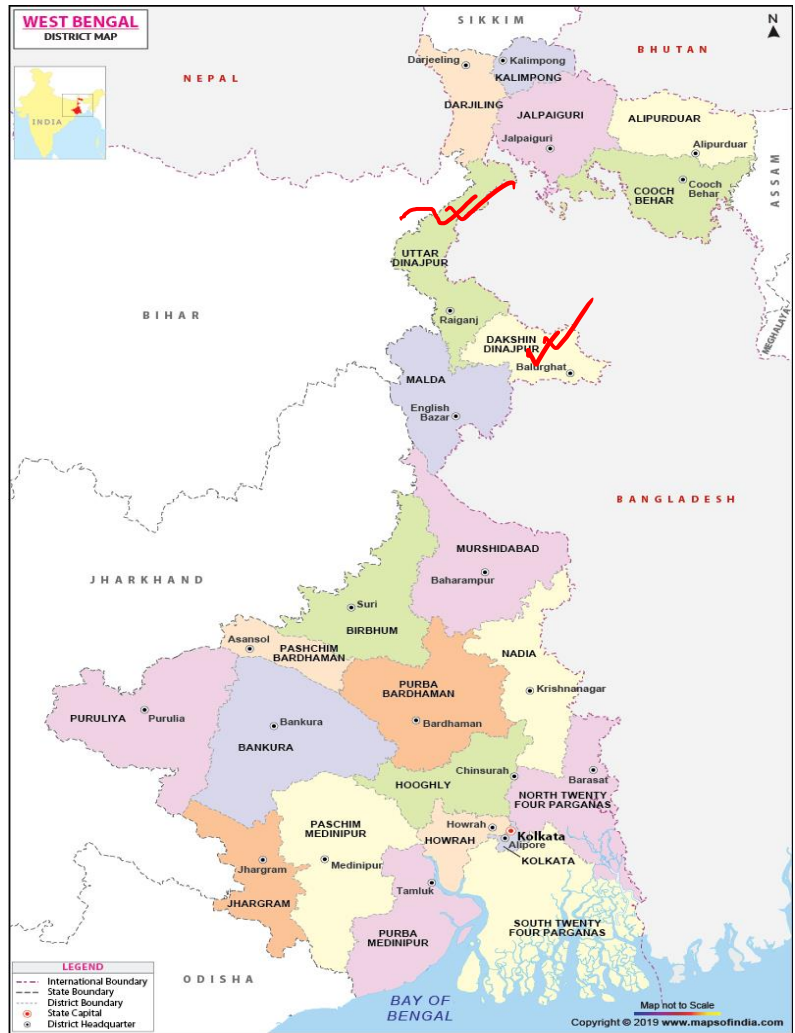 WEST BENGAL
DISTRICT MAP
SIKKIM
N
BHUTAN
NEPAL
INDIA
Darjeeling
Kalimpong
KALIMPONG
DARJILING
JALPAIGURI
Jalpaiguri
ALIPURDUAR
Alipurduar
COOCH
BEHAR
Cooch
Behar
ASSAM
UTTAR
DINAJPUR
BIHAR
Raiganj
DAKSHIN
DINAJPUR
Balurghat
MEGHALAYA
MALDA
English
Bazar
BANGLADESH
MURSHIDABAD
Baharampur
JHARKHAND
Suri
BIRBHUM
Asansol
PASHCHIM
BARDHAMAN
NADIA
Krishnanagar
PURBA
BARDHAMAN
Bardhaman
PURULIYA
Purulia
Bankura
BANKURA
Chinsurah
HOOGHLY
Barasat
NORTH TWENTY
FOUR PARGANAS
PASCHIM
MEDINIPUR
Medinipur
Howrah
HOWRAH
Kolkata
Alipore
KOLKATA
Jhargram
JHARGRAM
Tamluk
PURBA
MEDINIPUR
SOUTH TWENTY
FOUR PARGANAS
ODISHA
BAY OF
BENGAL
LEGEND
International Boundary
State Boundary
District Boundary
State Capital
District Headquarter
Map not to Scale
Copyright © 2019 www.mapsofindia.com